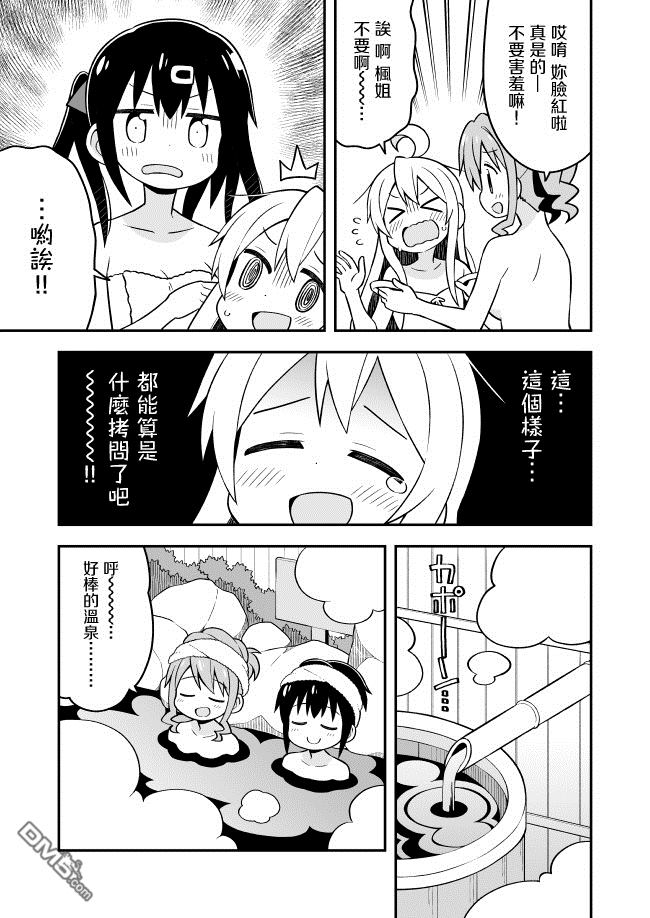 哎唷 妳臉紅啦
真是的—
不要害羞嘛！
誒 啊 楓姐
不要啊～～～…
…喲誒!!
這…
這個樣子…
都能算是
什麼拷問了吧
～～～～～!!
カポーーン…
呼～～～～…
好棒的溫泉………
DM5.com